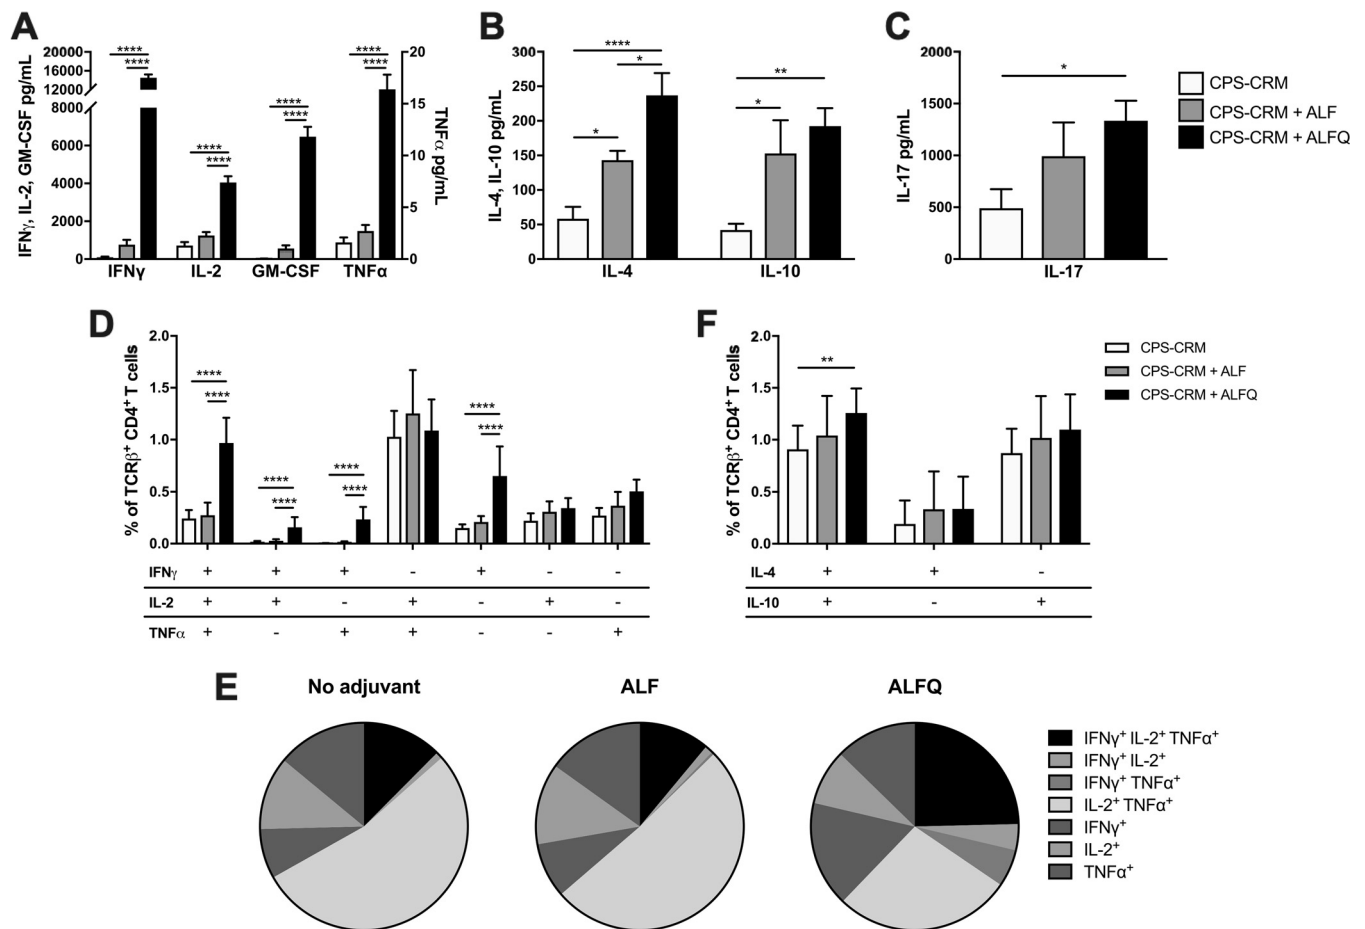 A
IFNγ, IL-2, GM-CSF pg/mL
20000
16000
12000
8000
6000
4000
2000
0
**** **** **** **** **** **** **** ****
20
15
10
5
0
TNFα pg/mL
IFNγ IL-2 GM-CSF TNFα
B
IL-4, IL-10 pg/mL
300
250
200
150
100
50
0
**** * * ** *
IL-4 IL-10
C
IL-17 pg/mL
2000
1500
1000
500
0
*
IL-17
CPS-CRM
CPS-CRM + ALF
CPS-CRM + ALFQ
D
% of TCRβ+ CD4+ T cells
2.0
1.5
1.0
0.5
0.0
**** **** **** **** **** **** **** ****
IFNγ + + + - + - -
IL-2 + + - + - + -
TNFα + - + + - - +
F
% of TCRβ+ CD4+ T cells
2.0
1.5
1.0
0.5
0.0
**
IL-4 + + -
IL-10 + - +
CPS-CRM
CPS-CRM + ALF
CPS-CRM + ALFQ
E
No adjuvant ALF ALFQ
IFNγ+ IL-2+ TNFα+
IFNγ+ IL-2+
IFNγ+ TNFα+
IL-2+ TNFα+
IFNγ+
IL-2+
TNFα+